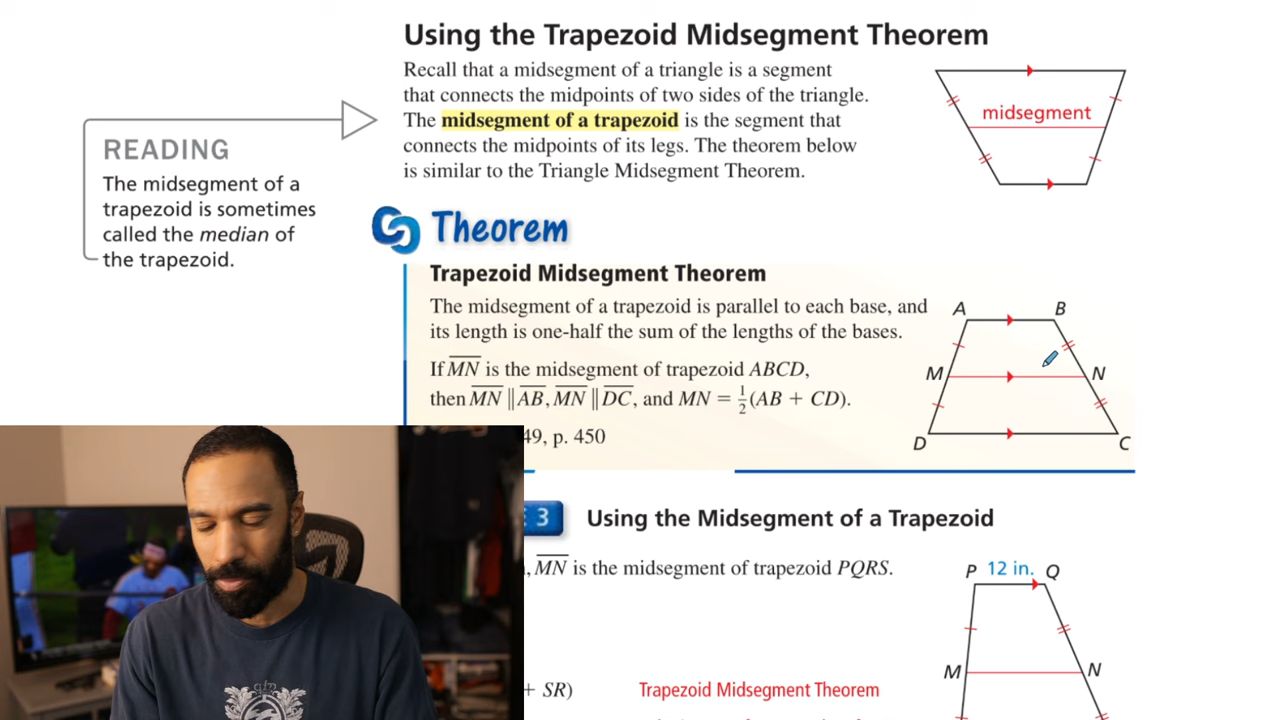 Using the Trapezoid Midsegment Theorem
Recall that a midsegment of a triangle is a segment
that connects the midpoints of two sides of the triangle.
The midsegment of a trapezoid is the segment that
connects the midpoints of its legs. The theorem below
is similar to the Triangle Midsegment Theorem.
midsegment
READING
The midsegment of a
trapezoid is sometimes
called the median of
the trapezoid.
Theorem
Trapezoid Midsegment Theorem
The midsegment of a trapezoid is parallel to each base, and
its length is one-half the sum of the lengths of the bases.
If MN is the midsegment of trapezoid ABCD,
then MN ∥ AB, MN ∥ DC, and MN = 1/2(AB + CD).
49, p. 450
A B
M N
D C
3 Using the Midsegment of a Trapezoid
, MN is the midsegment of trapezoid PQRS.
P 12 in. Q
M N
+ SR) Trapezoid Midsegment Theorem